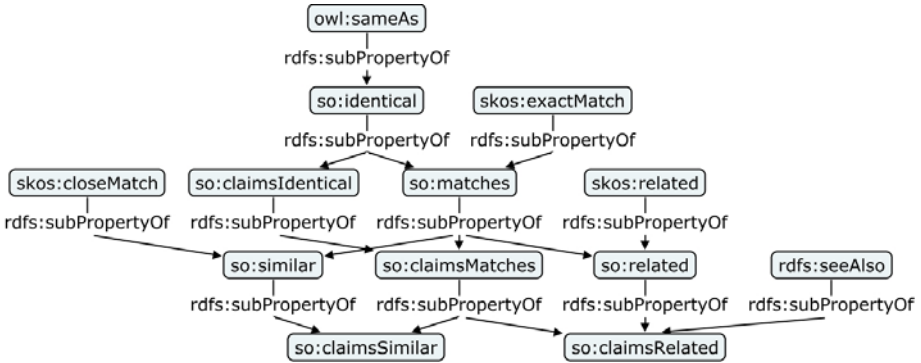 owl:sameAs
rdfs:subPropertyOf
so:identical skos:exactMatch
rdfs:subPropertyOf rdfs:subPropertyOf
skos:closeMatch so:claimsIdentical so:matches skos:related
rdfs:subPropertyOf rdfs:subPropertyOf rdfs:subPropertyOf rdfs:subPropertyOf
so:similar so:claimsMatches so:related rdfs:seeAlso
rdfs:subPropertyOf rdfs:subPropertyOf rdfs:subPropertyOf rdfs:subPropertyOf
so:claimsSimilar so:claimsRelated